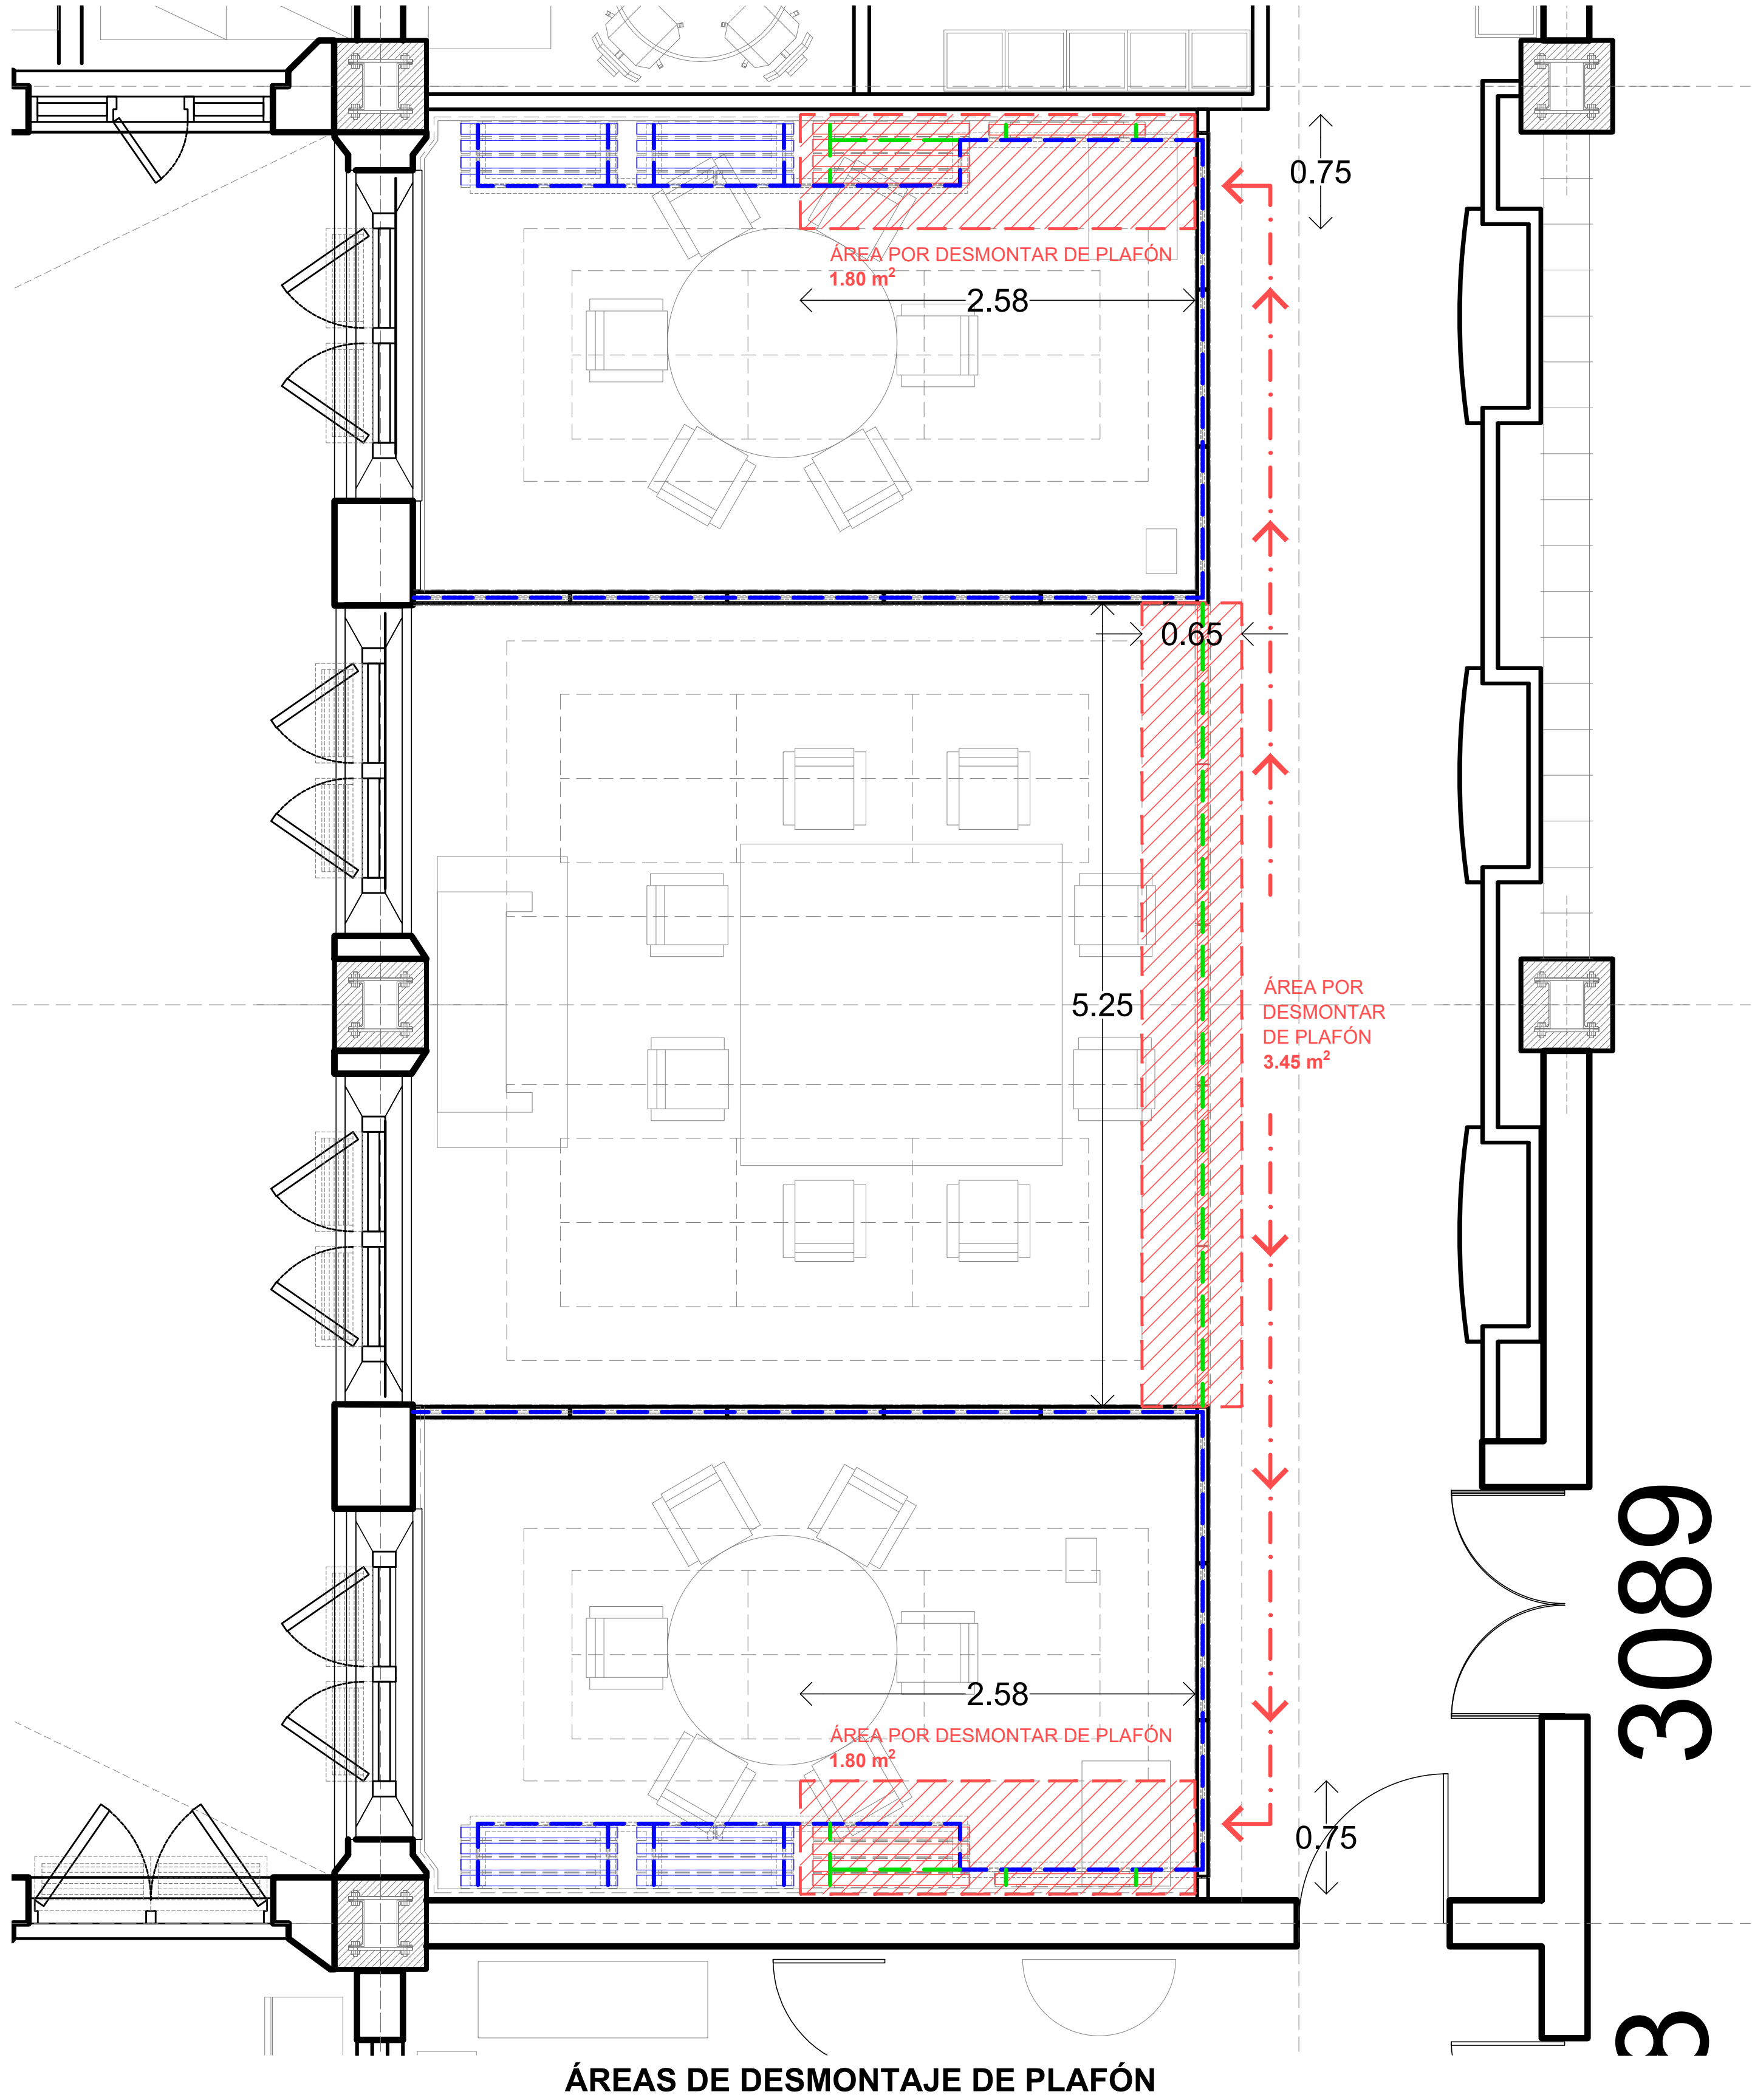 0.75
ÁREA POR DESMONTAR DE PLAFÓN
1.80 m²
2.58
0.65
5.25
ÁREA POR
DESMONTAR
DE PLAFÓN
3.45 m²
3089
2.58
ÁREA POR DESMONTAR DE PLAFÓN
1.80 m²
0.75
ÁREAS DE DESMONTAJE DE PLAFÓN